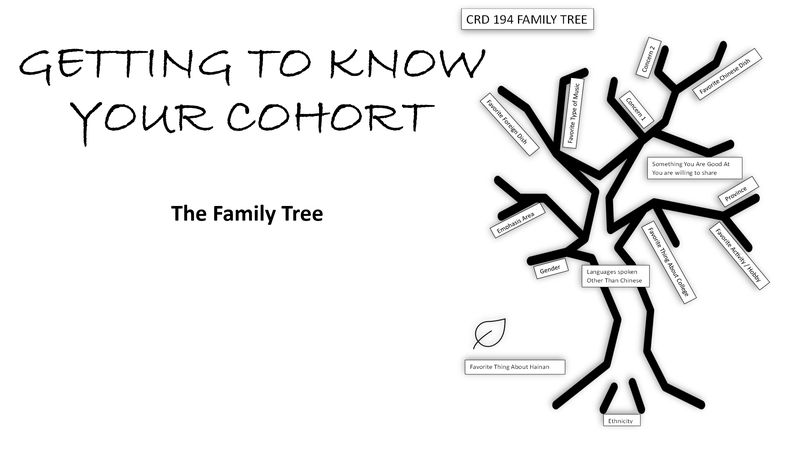 CRD 194 FAMILY TREE
GETTING TO KNOW
YOUR COHORT
The Family Tree
Concern 2
Favorite Chinese Dish
Favorite Type of Music
Favorite Foreign Dish
Concern 1
Something You Are Good At
You are willing to share
Province
Emphasis Area
Favorite Thing About College
Favorite Activity / Hobby
Gender
Languages spoken
Other Than Chinese
Favorite Thing About Hainan
Ethnicity